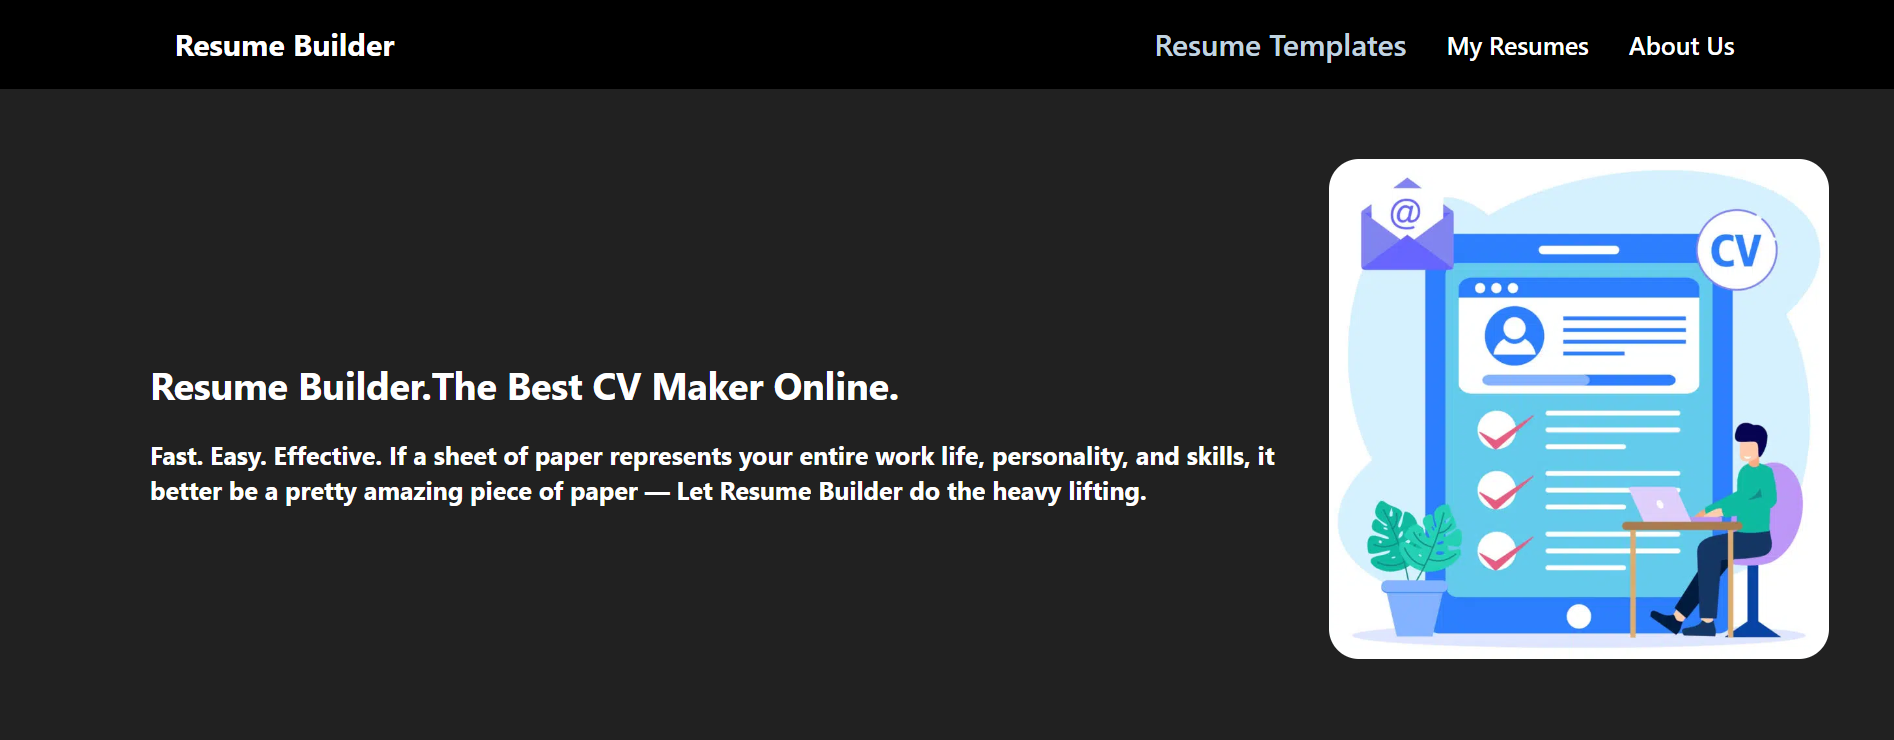 Resume Builder
Resume Templates
My Resumes
About Us
@
CV
Resume Builder.The Best CV Maker Online.
Fast. Easy. Effective. If a sheet of paper represents your entire work life, personality, and skills, it
better be a pretty amazing piece of paper — Let Resume Builder do the heavy lifting.